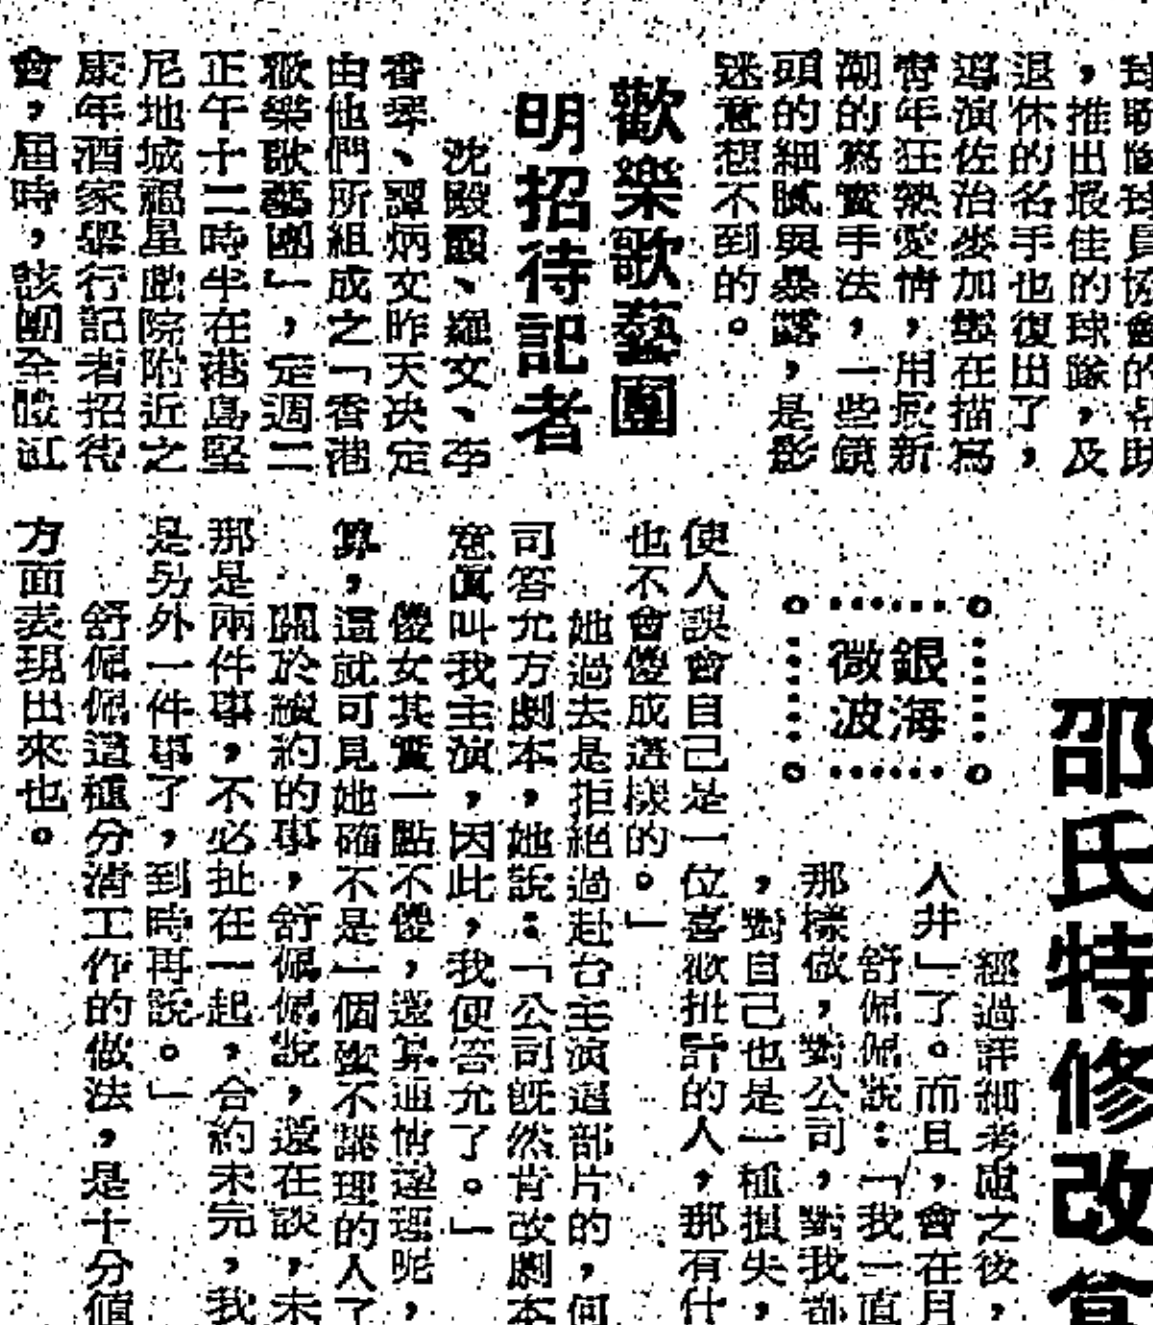 ，推出最佳的球隊，及
退休的名手也復出了，
導演佐治麥加雲在描寫
青年狂熱愛情，用最新
潮的寫實手法，一些鏡
頭的細膩與暴露，是影
迷意想不到的。
歡樂歌藝團
明招待記者
沈殿霞、羅文、李
香琴、譚炳文昨天决定
由他們所組成之「香港
歡樂歌藝團」，定週二
正午十二時半在港島堅
尼地城福星戲院附近之
康年酒家舉行記者招待
會，屆時，該團全體
邵氏特修改
銀海
微波
經過詳細考慮之後，
人井」了。而且，會在月
舒佩佩說：「我一直
那樣做，對公司，對我都
，對自己也是一種損失，
使人誤會自己是一位喜歡批評的人，那有什
也不會傻成這樣的。」
她過去是拒絕過赴台主演這部片的，何
司答允方劇本，她說：「公司既然肯改劇本
意眞叫我主演，因此，我便答允了。」
傻女其實一點不傻，還算通情達理呢，
算，這就可見她確不是一個蠻不講理的人了
關於續約的事，舒佩佩說，還在談，未
那是兩件事，不必扯在一起，合約未完，我
是另外一件事了，到時再說。」
舒佩佩這種分清工作的做法，是十分值
方面表現出來也。